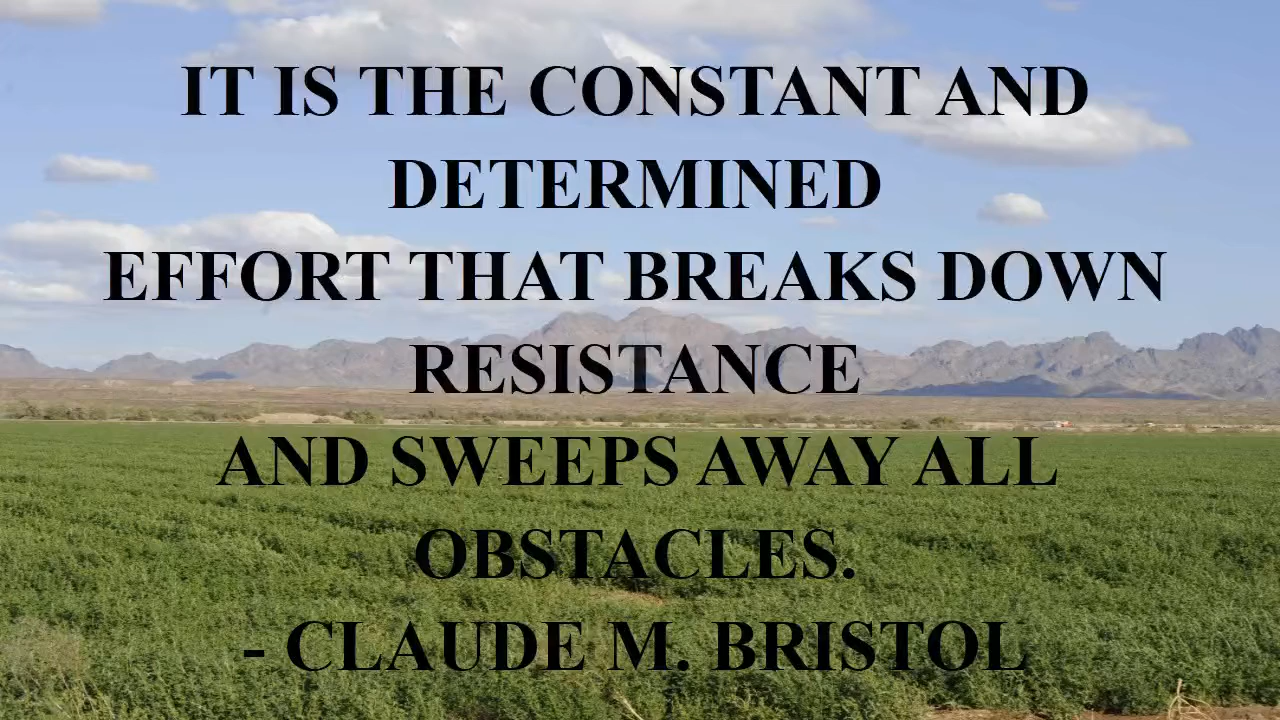 IT IS THE CONSTANT AND
DETERMINED
EFFORT THAT BREAKS DOWN
RESISTANCE
AND SWEEPS AWAY ALL
OBSTACLES.
- CLAUDE M. BRISTOL